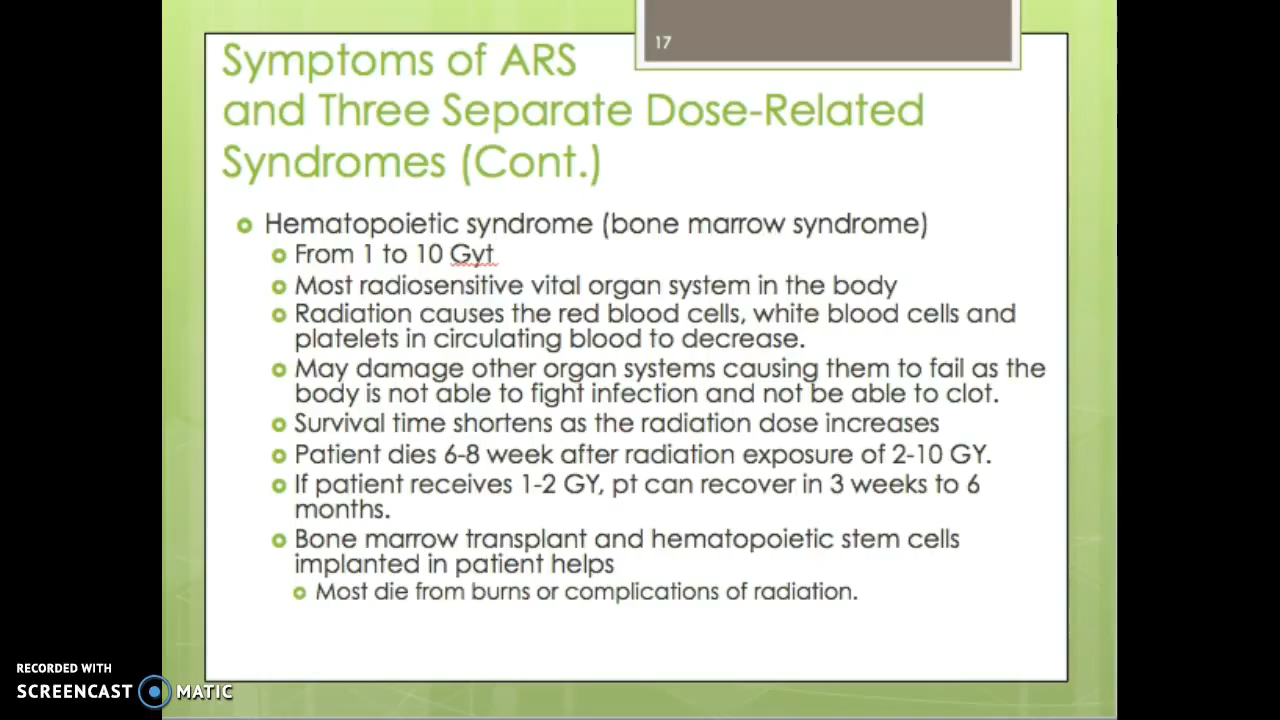 17
Symptoms of ARS
and Three Separate Dose-Related
Syndromes (Cont.)
Hematopoietic syndrome (bone marrow syndrome)
From 1 to 10 Gyt
Most radiosensitive vital organ system in the body
Radiation causes the red blood cells, white blood cells and
platelets in circulating blood to decrease.
May damage other organ systems causing them to fail as the
body is not able to fight infection and not be able to clot.
Survival time shortens as the radiation dose increases
Patient dies 6-8 week after radiation exposure of 2-10 GY.
If patient receives 1-2 GY, pt can recover in 3 weeks to 6
months.
Bone marrow transplant and hematopoietic stem cells
implanted in patient helps
Most die from burns or complications of radiation.
RECORDED WITH
SCREENCAST MATIC